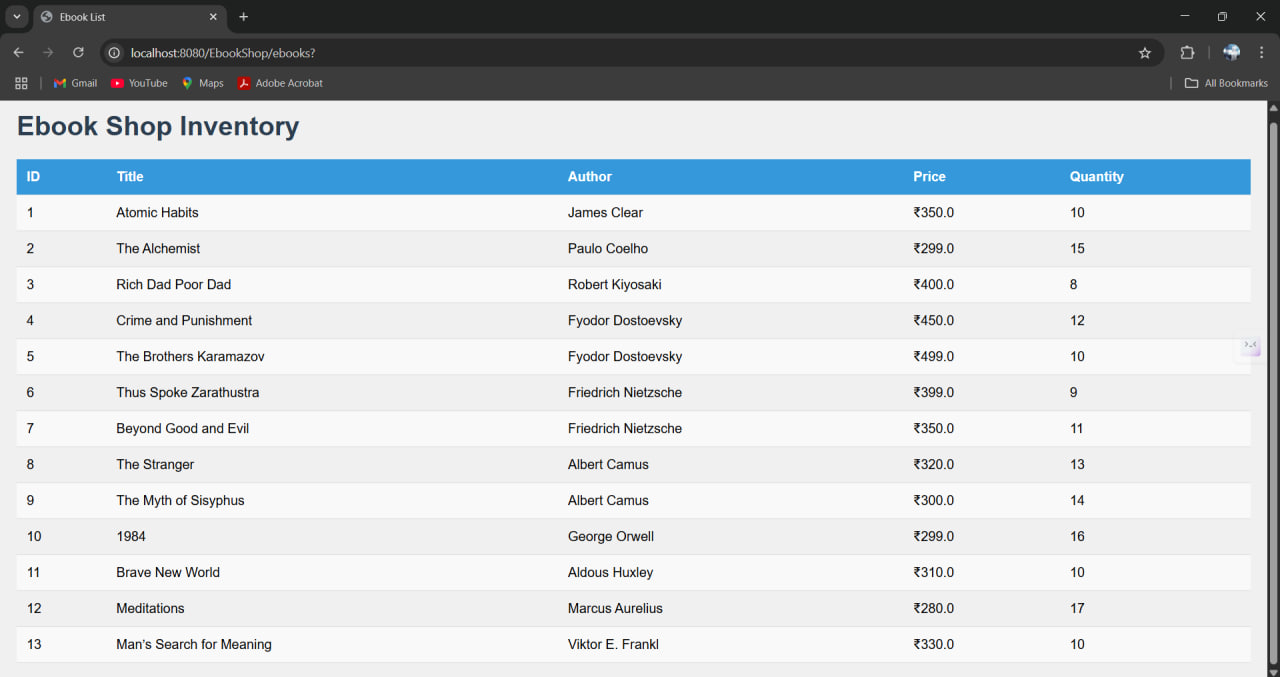 Ebook List
localhost:8080/EbookShop/ebooks?
Gmail YouTube Maps Adobe Acrobat All Bookmarks
Ebook Shop Inventory
ID Title Author Price Quantity
1 Atomic Habits James Clear ₹350.0 10
2 The Alchemist Paulo Coelho ₹299.0 15
3 Rich Dad Poor Dad Robert Kiyosaki ₹400.0 8
4 Crime and Punishment Fyodor Dostoevsky ₹450.0 12
5 The Brothers Karamazov Fyodor Dostoevsky ₹499.0 10
6 Thus Spoke Zarathustra Friedrich Nietzsche ₹399.0 9
7 Beyond Good and Evil Friedrich Nietzsche ₹350.0 11
8 The Stranger Albert Camus ₹320.0 13
9 The Myth of Sisyphus Albert Camus ₹300.0 14
10 1984 George Orwell ₹299.0 16
11 Brave New World Aldous Huxley ₹310.0 10
12 Meditations Marcus Aurelius ₹280.0 17
13 Man's Search for Meaning Viktor E. Frankl ₹330.0 10